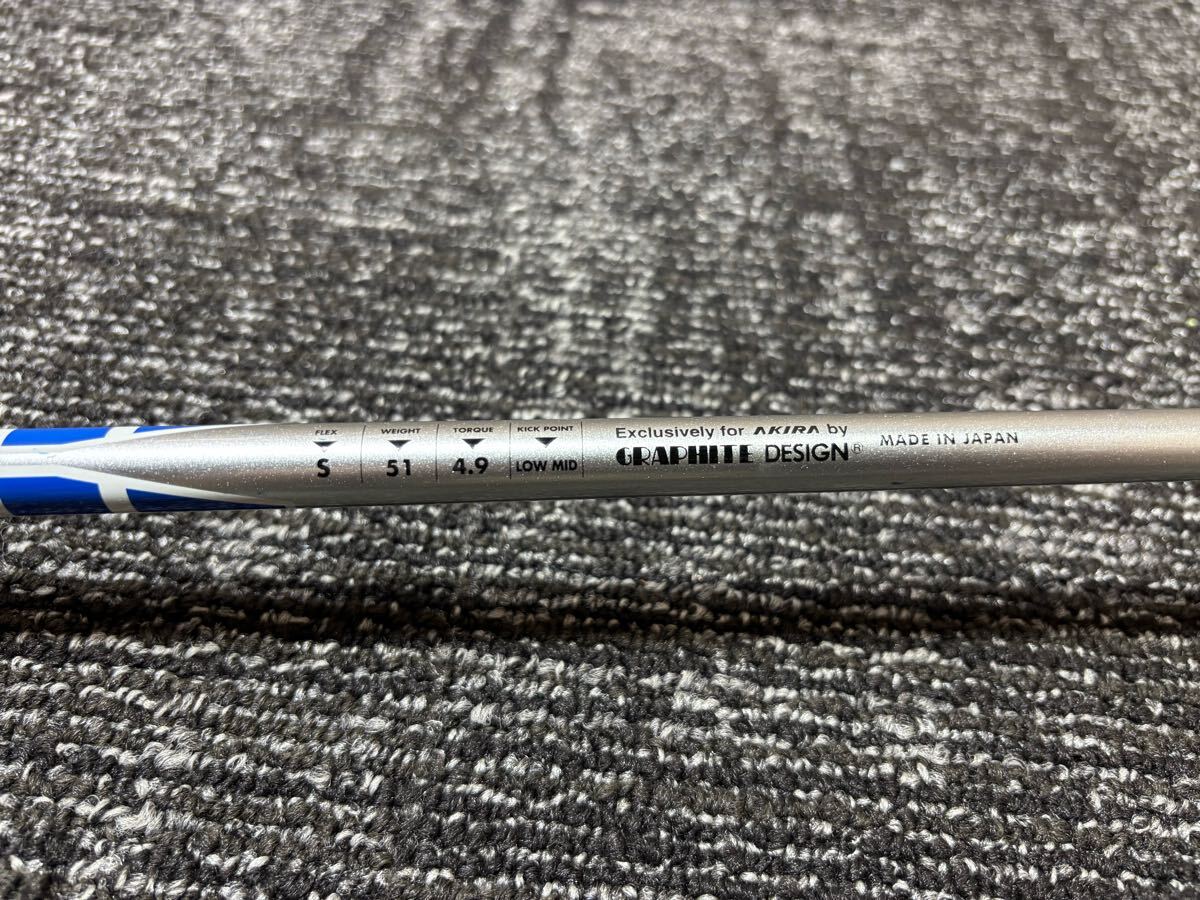 FLEX WEIGHT TORQUE KICK POINT
S 51 4.9 LOW MID
Exclusively for AKIRA by
GRAPHITE DESIGN®
MADE IN JAPAN